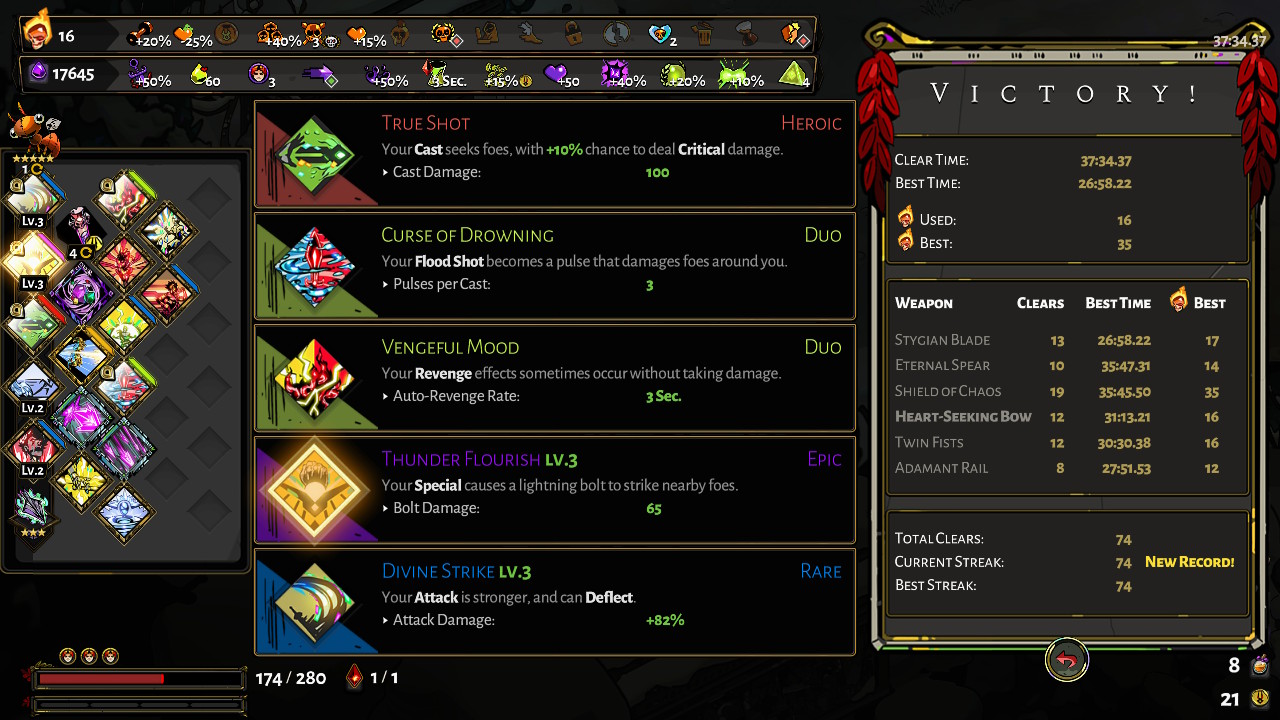 16
+20%
-25%
+40%
3
+15%
2
37:34.37
17645
+50%
60
3
+50%
3 Sec.
+15%
+50
+40%
+20%
+10%
4
Victory!
1
Lv.3
4
Lv.3
Lv.2
Lv.2
True Shot
Heroic
Your Cast seeks foes, with +10% chance to deal Critical damage.
Cast Damage: 100
Curse of Drowning
Duo
Your Flood Shot becomes a pulse that damages foes around you.
Pulses per Cast: 3
Vengeful Mood
Duo
Your Revenge effects sometimes occur without taking damage.
Auto-Revenge Rate: 3 Sec.
Thunder Flourish Lv.3
Epic
Your Special causes a lightning bolt to strike nearby foes.
Bolt Damage: 65
Divine Strike Lv.3
Rare
Your Attack is stronger, and can Deflect.
Attack Damage: +82%
174 / 280
1 / 1
Clear Time: 37:34.37
Best Time: 26:58.22
Used: 16
Best: 35
Weapon Clears Best Time Best
Stygian Blade 13 26:58.22 17
Eternal Spear 10 35:47.31 14
Shield of Chaos 19 35:45.50 35
Heart-Seeking Bow 12 31:13.21 16
Twin Fists 12 30:30.38 16
Adamant Rail 8 27:51.53 12
Total Clears: 74
Current Streak: 74 New Record!
Best Streak: 74
8
21